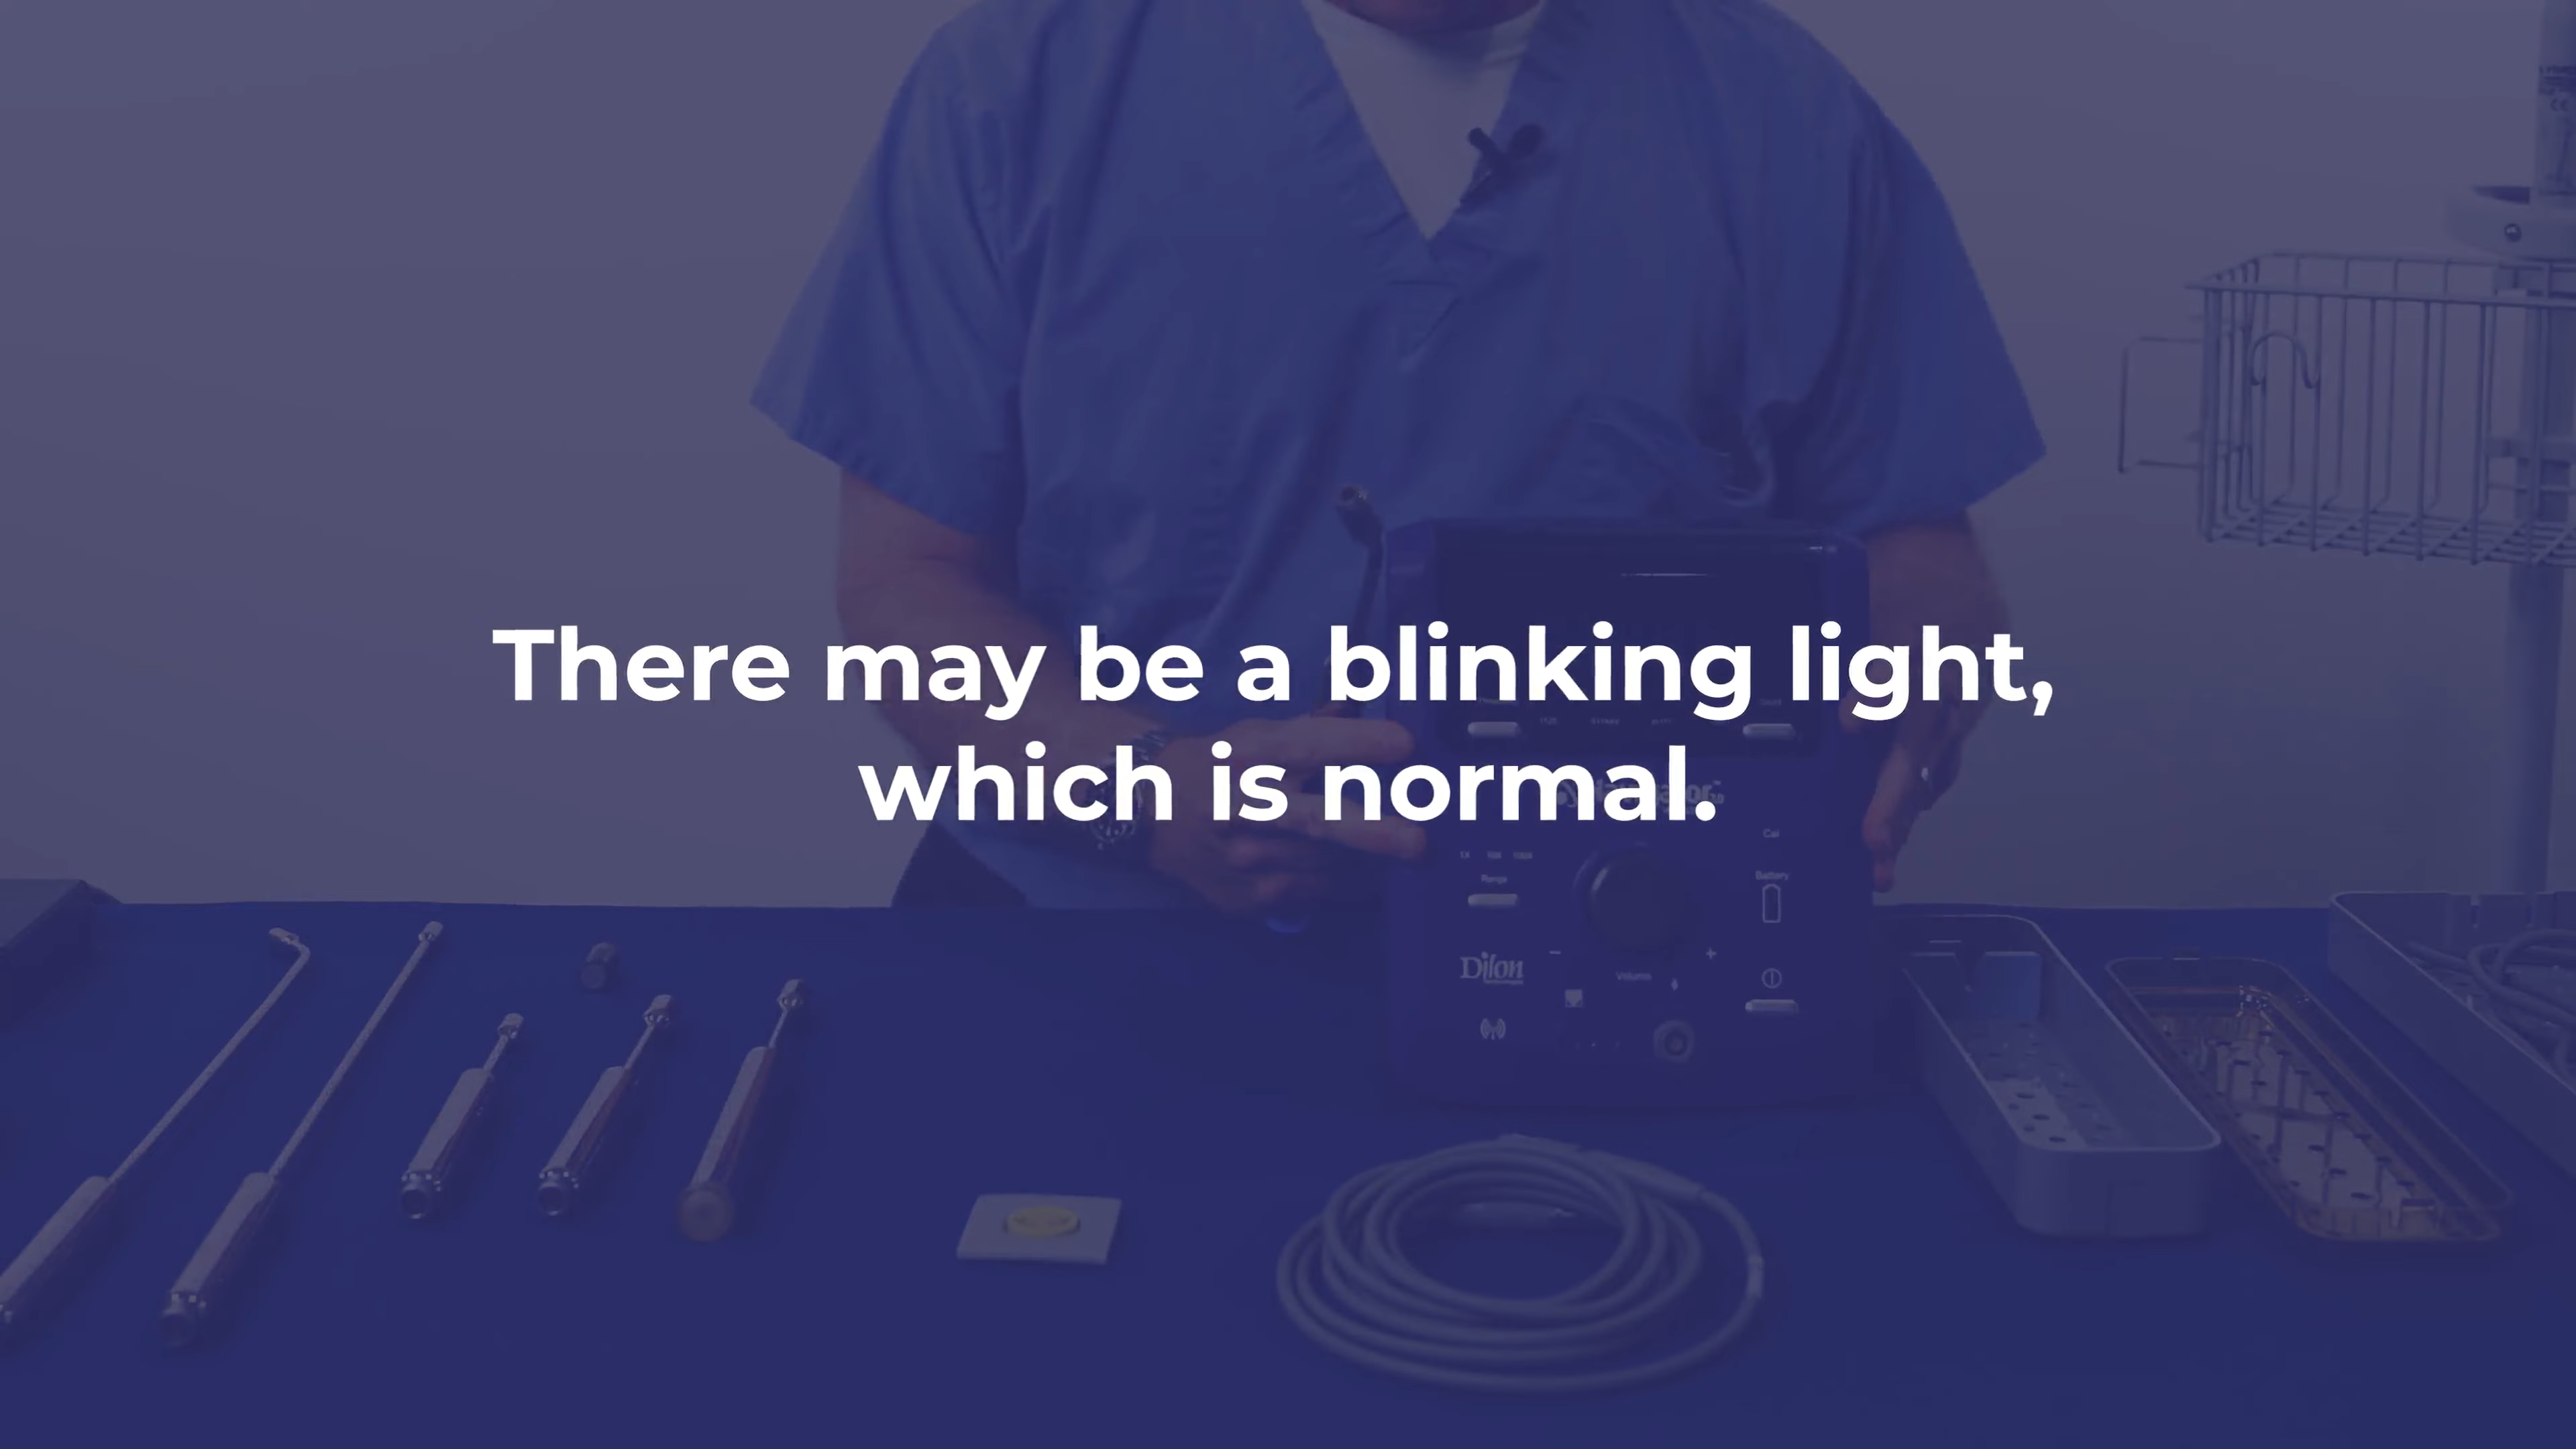 There may be a blinking light,
which is normal.
Cal
Range
Battery
Dilon
Volume